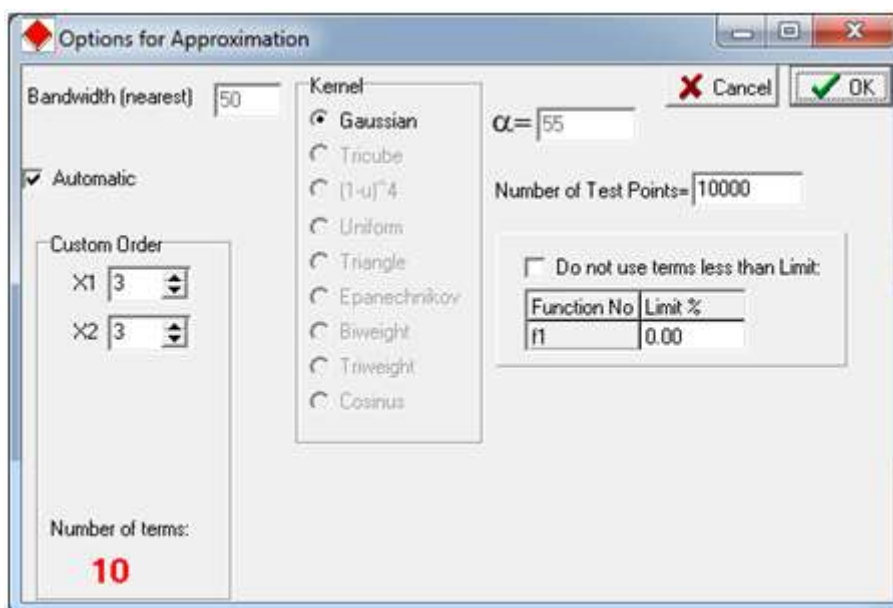 Options for Approximation
Bandwidth (nearest) 50
Automatic
Custom Order
X1 3
X2 3
Number of terms:
10
Kernel
Gaussian
Tricube
(1-u)^4
Uniform
Triangle
Epanechnikov
Biweight
Triweight
Cosinus
Cancel
OK
α= 55
Number of Test Points= 10000
Do not use terms less than Limit:
Function No Limit %
f1 0.00